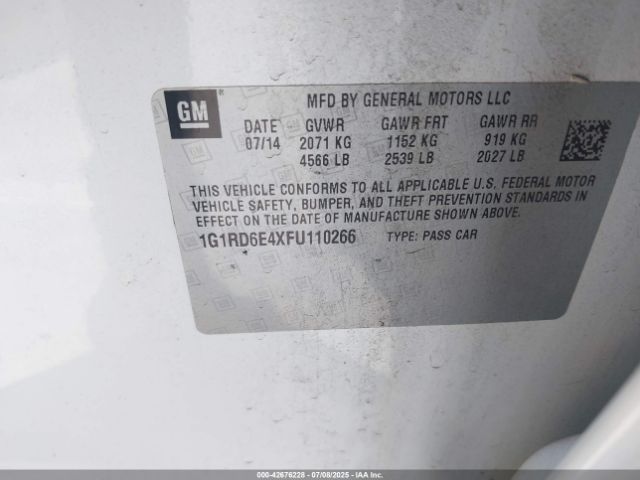 GM
MFD BY GENERAL MOTORS LLC
DATE GVWR GAWR FRT GAWR RR
07/14 2071 KG 1152 KG 919 KG
4566 LB 2539 LB 2027 LB
THIS VEHICLE CONFORMS TO ALL APPLICABLE U.S. FEDERAL MOTOR
VEHICLE SAFETY, BUMPER, AND THEFT PREVENTION STANDARDS IN
EFFECT ON THE DATE OF MANUFACTURE SHOWN ABOVE.
1G1RD6E4XFU110266 TYPE: PASS CAR
000-42676228 - 07/08/2025 - IAAI.COM